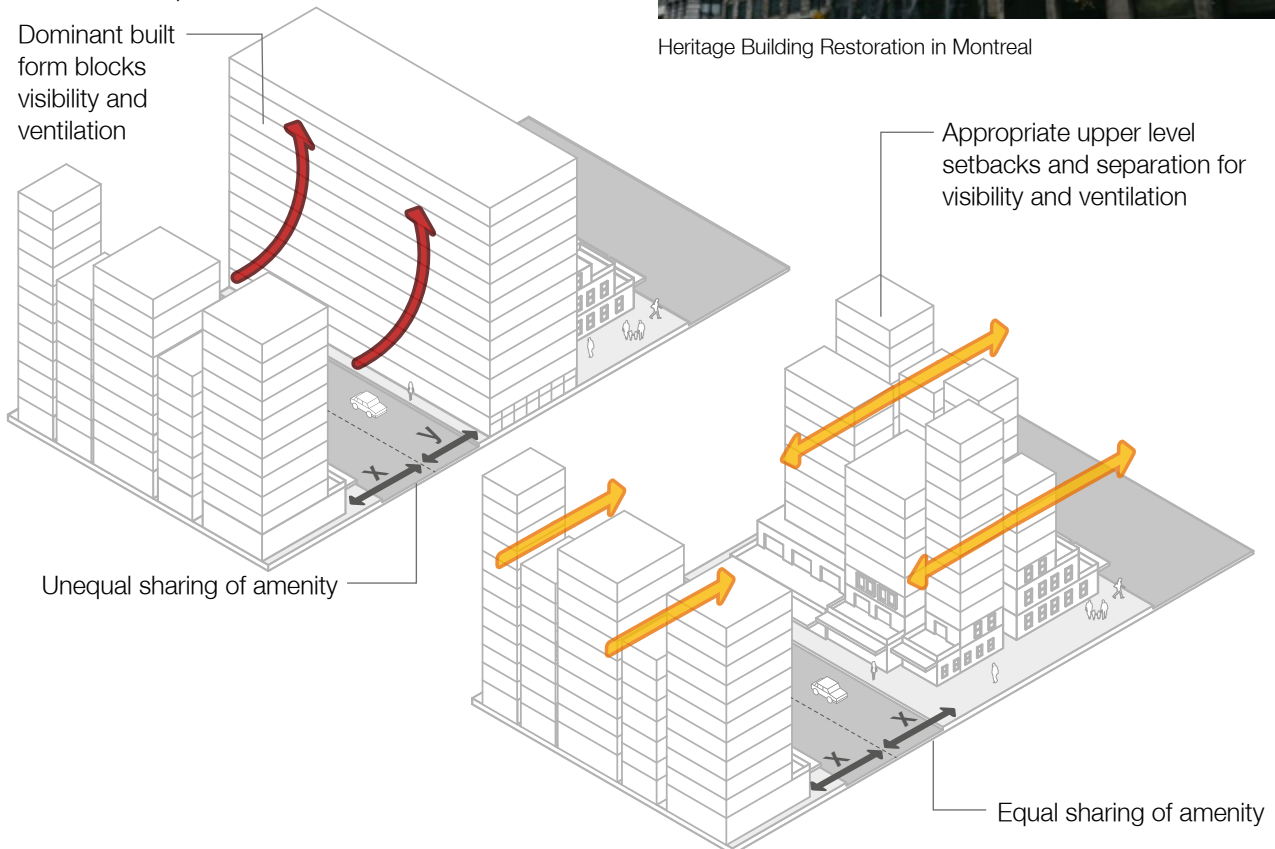 Dominant built
form blocks
visibility and
ventilation
Heritage Building Restoration in Montreal
Appropriate upper level
setbacks and separation for
visibility and ventilation
y
x
Unequal sharing of amenity
x
x
Equal sharing of amenity